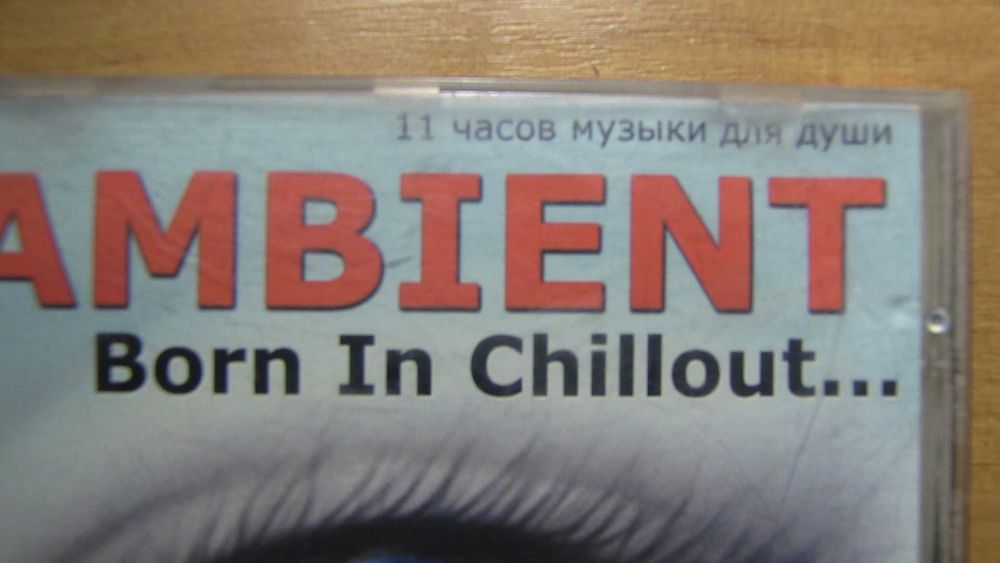 11 часов музыки для души
AMBIENT
Born In Chillout...